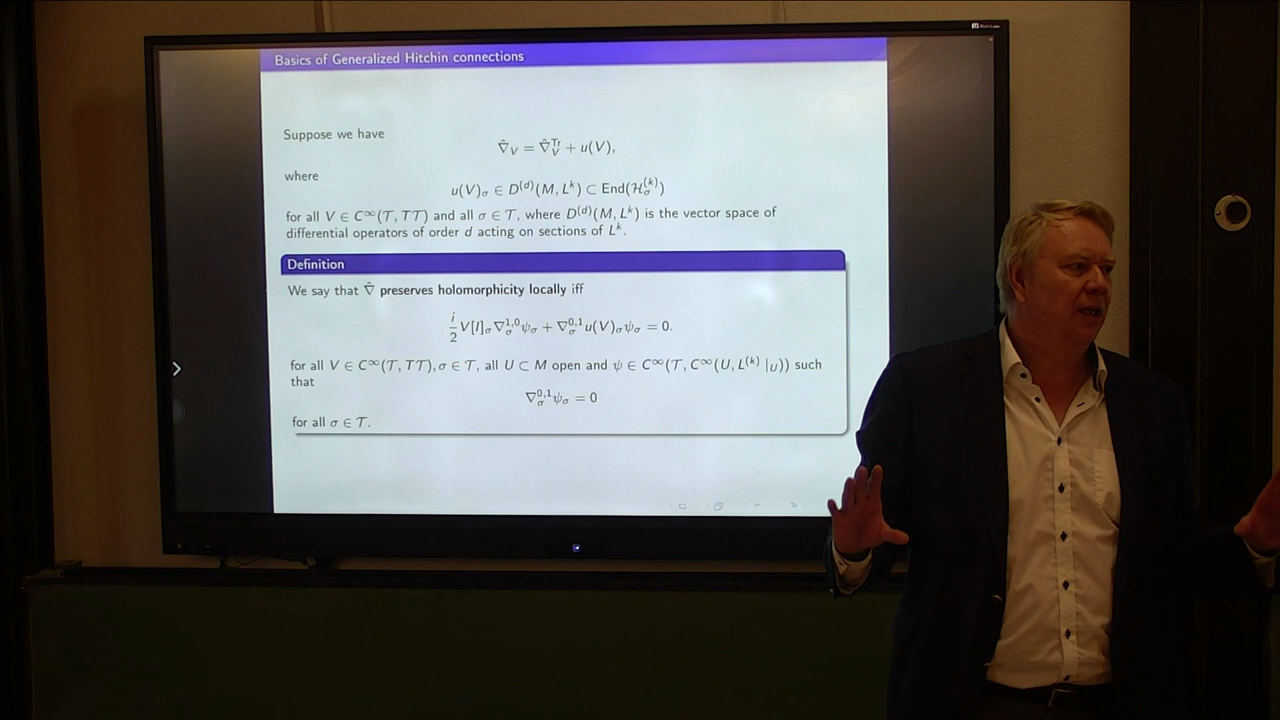 Basics of Generalized Hitchin connections
Suppose we have
∇̂_V = ∇̂^Tr_V + u(V),
where
u(V)_σ ∈ D^(d)(M, L^k) ⊂ End(ℋ^(k)_σ)
for all V ∈ C^∞(𝒯, T𝒯) and all σ ∈ 𝒯, where D^(d)(M, L^k) is the vector space of
differential operators of order d acting on sections of L^k.
Definition
We say that ∇̂ preserves holomorphicity locally iff
i/2 V[I]_σ ∇^1,0_σ ψ_σ + ∇^0,1_σ u(V)_σ ψ_σ = 0.
for all V ∈ C^∞(𝒯, T𝒯), σ ∈ 𝒯, all U ⊂ M open and ψ ∈ C^∞(𝒯, C^∞(U, L^(k) |_U)) such
that
∇^0,1_σ ψ_σ = 0
for all σ ∈ 𝒯.